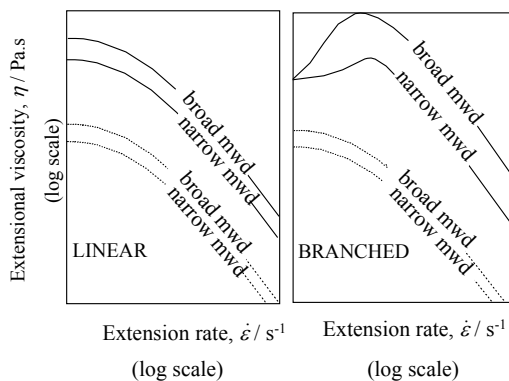 Extensional viscosity, η / Pa.s
(log scale)
broad mwd
narrow mwd
broad mwd
narrow mwd
LINEAR
broad mwd
narrow mwd
broad mwd
narrow mwd
BRANCHED
Extension rate, ε̇ / s⁻¹
(log scale)
Extension rate, ε̇ / s⁻¹
(log scale)